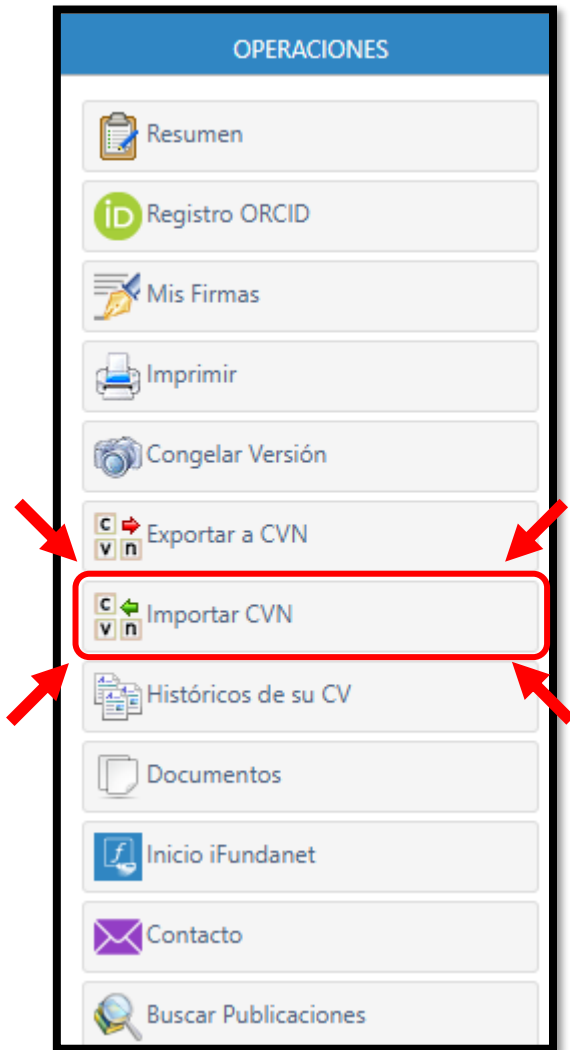 OPERACIONES
Resumen
iD Registro ORCID
Mis Firmas
Imprimir
Congelar Versión
C
v n Exportar a CVN
C
v n Importar CVN
Históricos de su CV
Documentos
f Inicio iFundanet
Contacto
Buscar Publicaciones